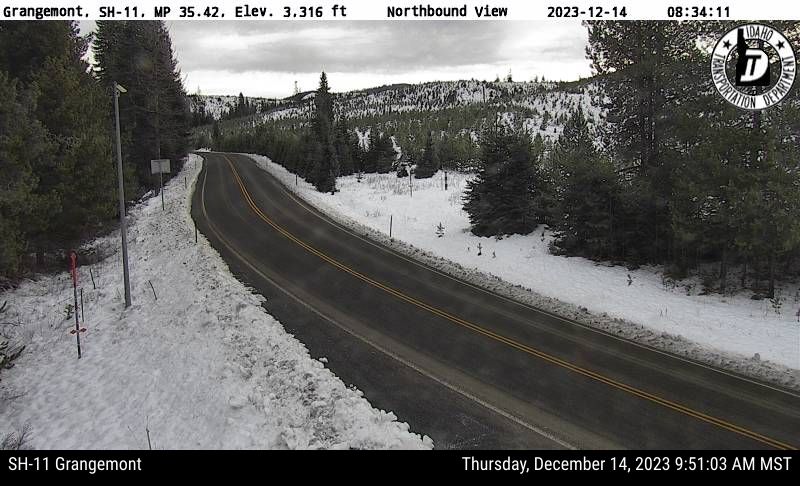 Grangemont, SH-11, MP 35.42, Elev. 3,316 ft Northbound View 2023-12-14 08:34:11
IDAHO
TRANSPORTATION DEPARTMENT
SH-11 Grangemont Thursday, December 14, 2023 9:51:03 AM MST